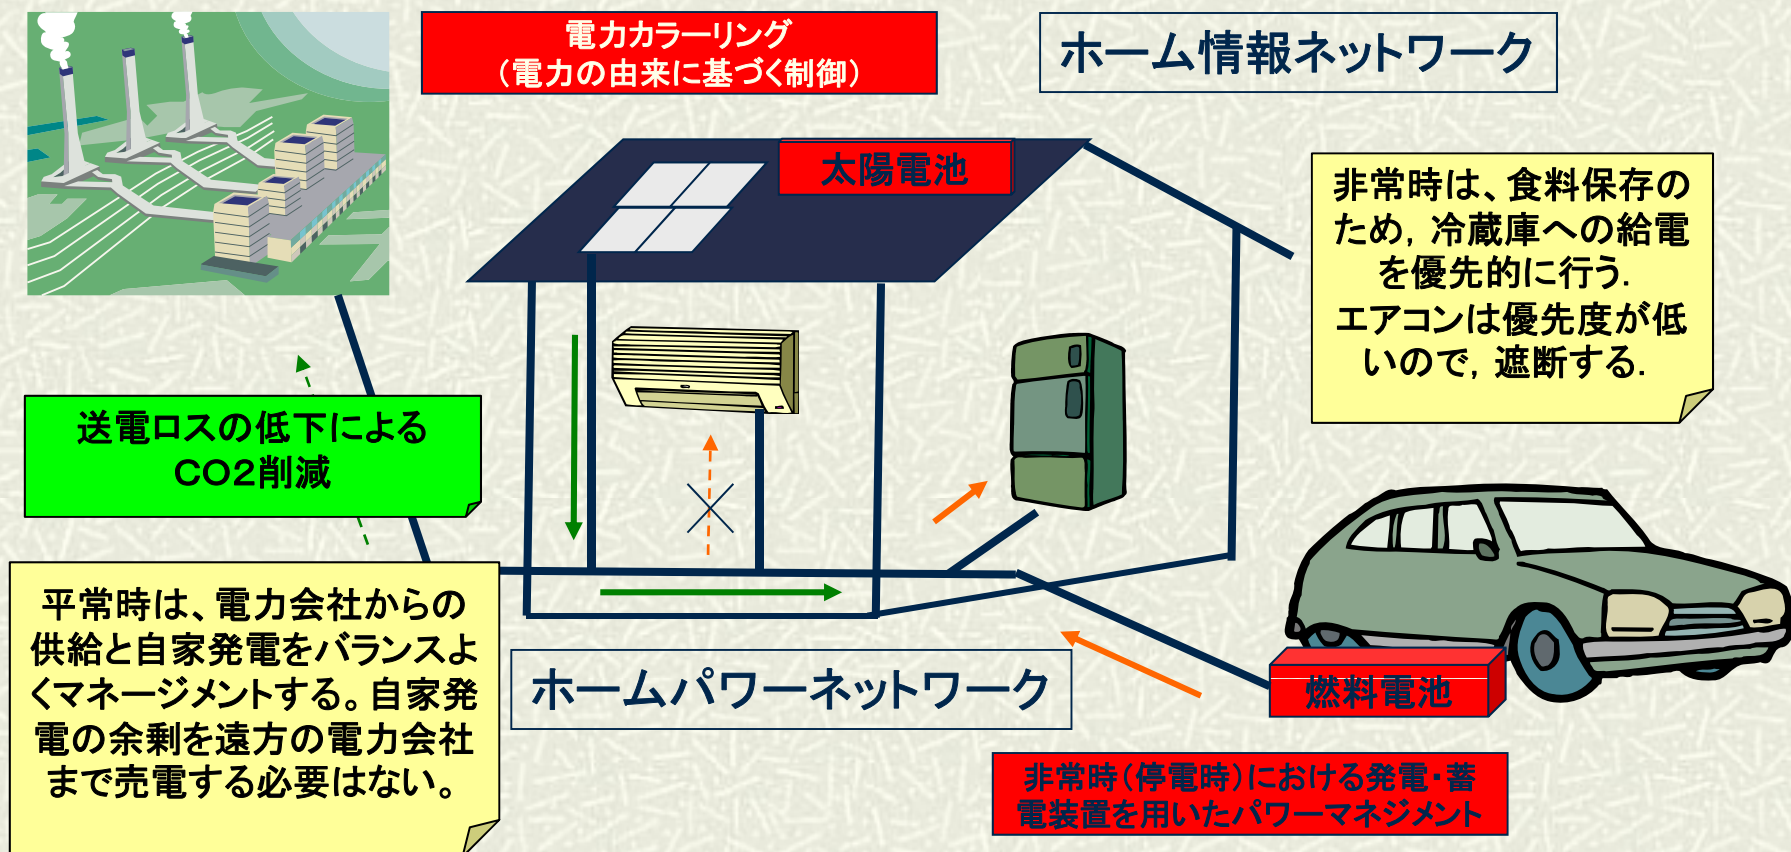 電力カラーリング
（電力の由来に基づく制御）
ホーム情報ネットワーク
太陽電池
非常時は、食料保存の
ため，冷蔵庫への給電
を優先的に行う．
エアコンは優先度が低
いので，遮断する．
送電ロスの低下による
CO2削減
平常時は、電力会社からの
供給と自家発電をバランスよ
くマネージメントする。自家発
電の余剰を遠方の電力会社
まで売電する必要はない。
ホームパワーネットワーク
燃料電池
非常時（停電時）における発電・蓄
電装置を用いたパワーマネジメント